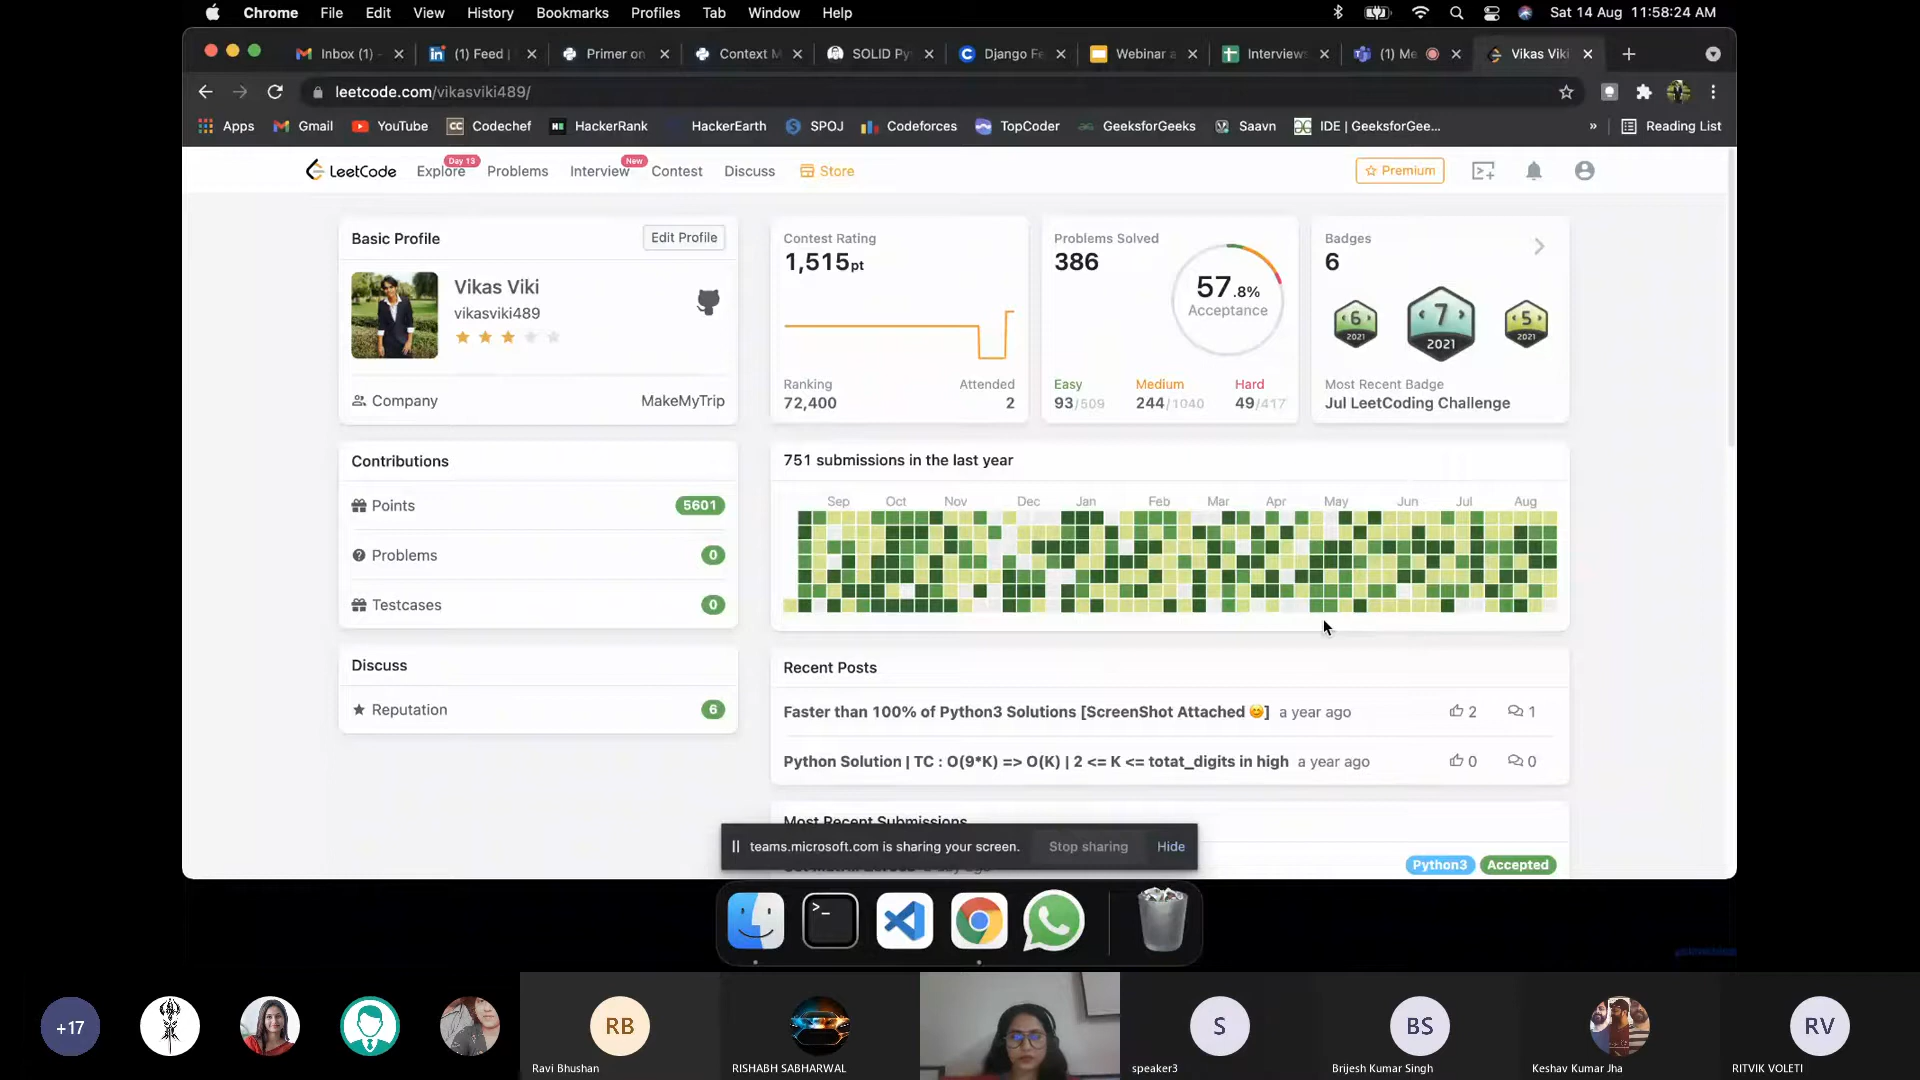 Chrome File Edit View History Bookmarks Profiles Tab Window Help Sat 14 Aug 11:58:24 AM
Inbox (1) - (1) Feed | Primer on Context M SOLID Py Django Fe Webinar a Interviews (1) Me Vikas Viki
leetcode.com/vikasviki489/
Apps Gmail YouTube Codechef HackerRank HackerEarth SPOJ Codeforces TopCoder GeeksforGeeks Saavn IDE | GeeksforGee... » Reading List
LeetCode Explore Day 13 Problems Interview New Contest Discuss Store Premium
Basic Profile Edit Profile
Vikas Viki
vikasviki489
Company MakeMyTrip
Contributions
Points 5601
Problems 0
Testcases 0
Discuss
Reputation 6
Contest Rating
1,515pt
Ranking Attended
72,400 2
Problems Solved
386
57.8%
Acceptance
Easy Medium Hard
93/509 244/1040 49/417
Badges
6
6 2021 7 2021 5 2021
Most Recent Badge
Jul LeetCoding Challenge
751 submissions in the last year
Sep Oct Nov Dec Jan Feb Mar Apr May Jun Jul Aug
Recent Posts
Faster than 100% of Python3 Solutions [ScreenShot Attached 😊] a year ago 2 1
Python Solution | TC : O(9*K) => O(K) | 2 <= K <= totat_digits in high a year ago 0 0
Most Recent Submissions
teams.microsoft.com is sharing your screen. Stop sharing Hide
Python3 Accepted
+17 RB S BS RV
Ravi Bhushan RISHABH SABHARWAL speaker3 Brijesh Kumar Singh Keshav Kumar Jha RITVIK VOLETI